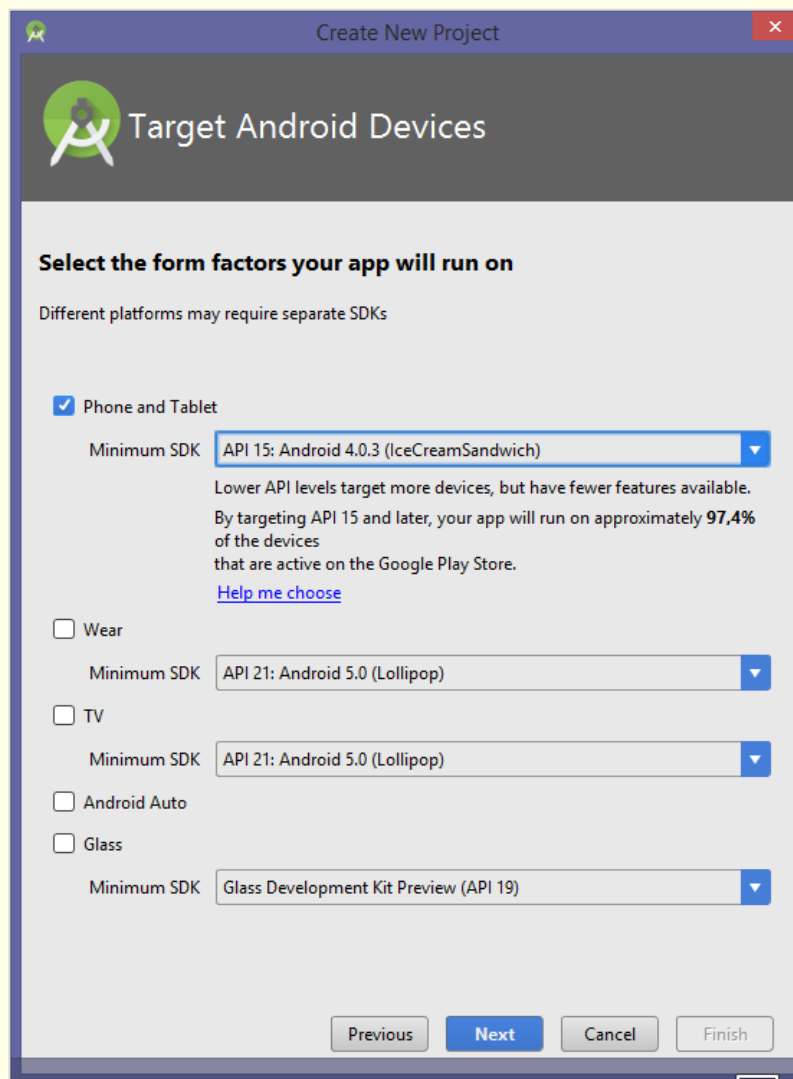 Create New Project
Target Android Devices
Select the form factors your app will run on
Different platforms may require separate SDKs
Phone and Tablet
Minimum SDK API 15: Android 4.0.3 (IceCreamSandwich)
Lower API levels target more devices, but have fewer features available.
By targeting API 15 and later, your app will run on approximately 97,4%
of the devices
that are active on the Google Play Store.
Help me choose
Wear
Minimum SDK API 21: Android 5.0 (Lollipop)
TV
Minimum SDK API 21: Android 5.0 (Lollipop)
Android Auto
Glass
Minimum SDK Glass Development Kit Preview (API 19)
Previous Next Cancel Finish